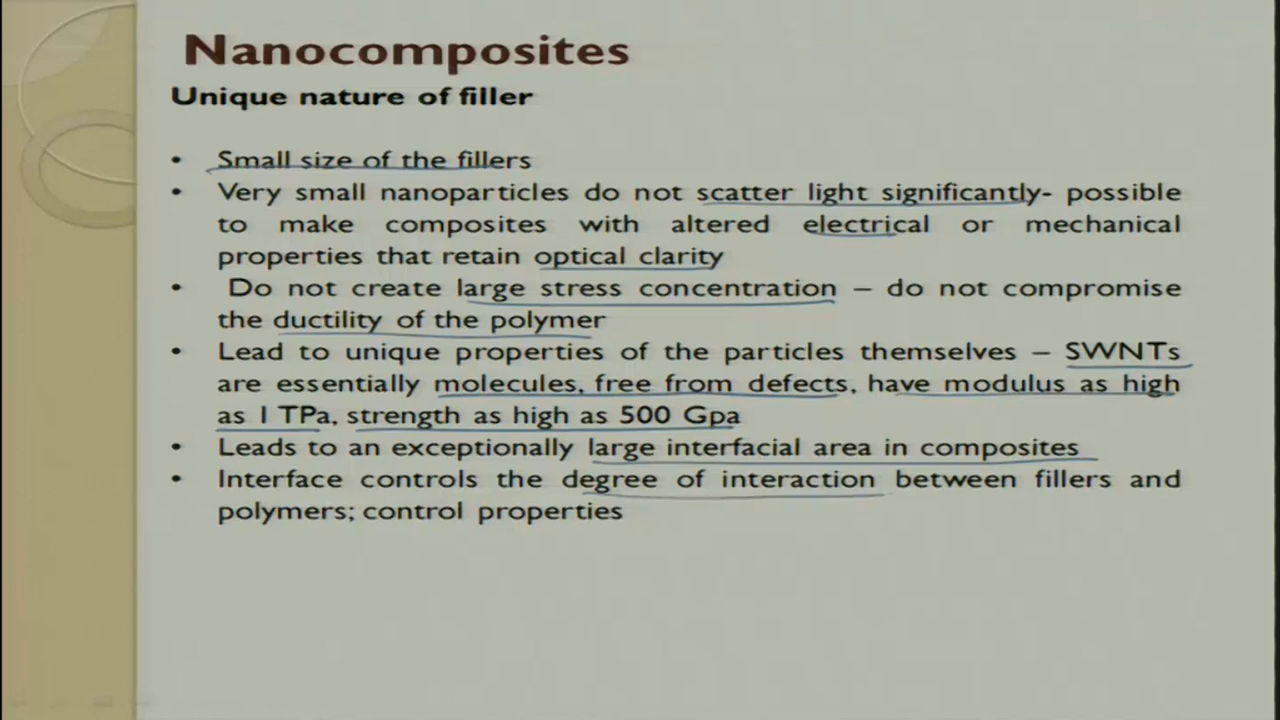 Nanocomposites
Unique nature of filler
• Small size of the fillers
• Very small nanoparticles do not scatter light significantly- possible
to make composites with altered electrical or mechanical
properties that retain optical clarity
• Do not create large stress concentration – do not compromise
the ductility of the polymer
• Lead to unique properties of the particles themselves – SWNTs
are essentially molecules, free from defects, have modulus as high
as 1 TPa, strength as high as 500 Gpa
• Leads to an exceptionally large interfacial area in composites
• Interface controls the degree of interaction between fillers and
polymers; control properties